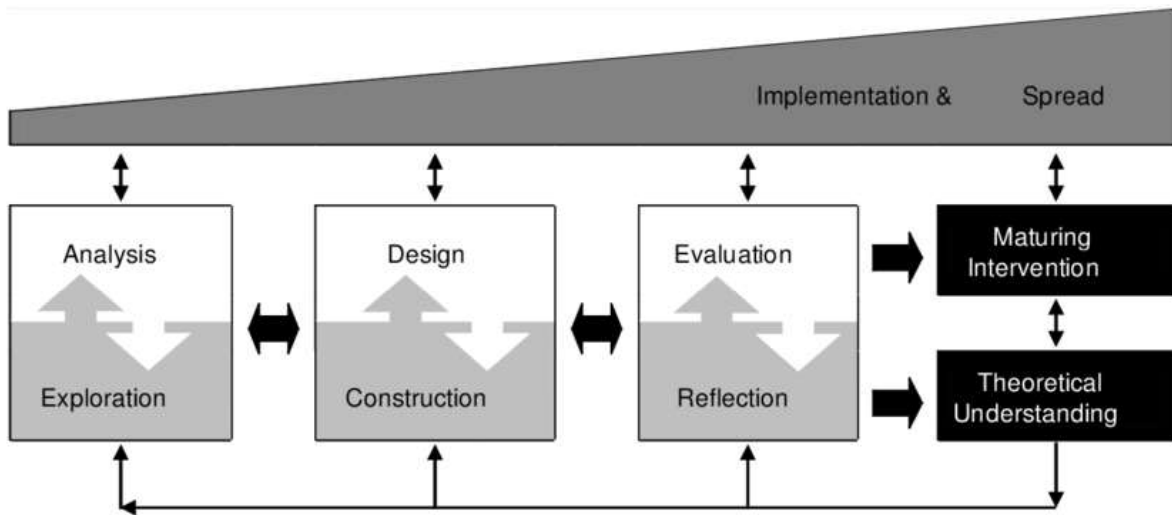 Implementation & Spread
Analysis
Exploration
Design
Construction
Evaluation
Reflection
Maturing
Intervention
Theoretical
Understanding